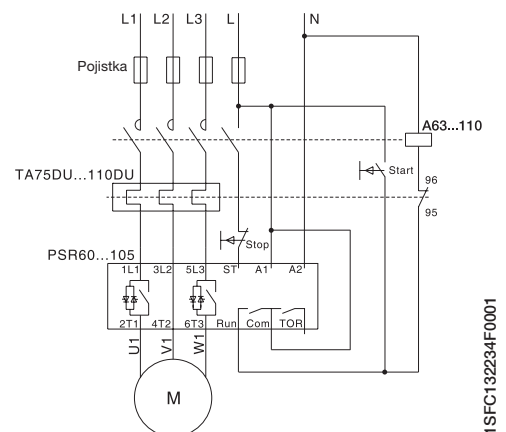 L1 L2 L3 L N
Pojistka
A63...110
Start
TA75DU...110DU
96
95
Stop
PSR60...105
1L1 3L2 5L3 ST A1 A2
2T1 4T2 6T3 Run Com TOR
U1 V1 W1
M
1SFC132234F0001